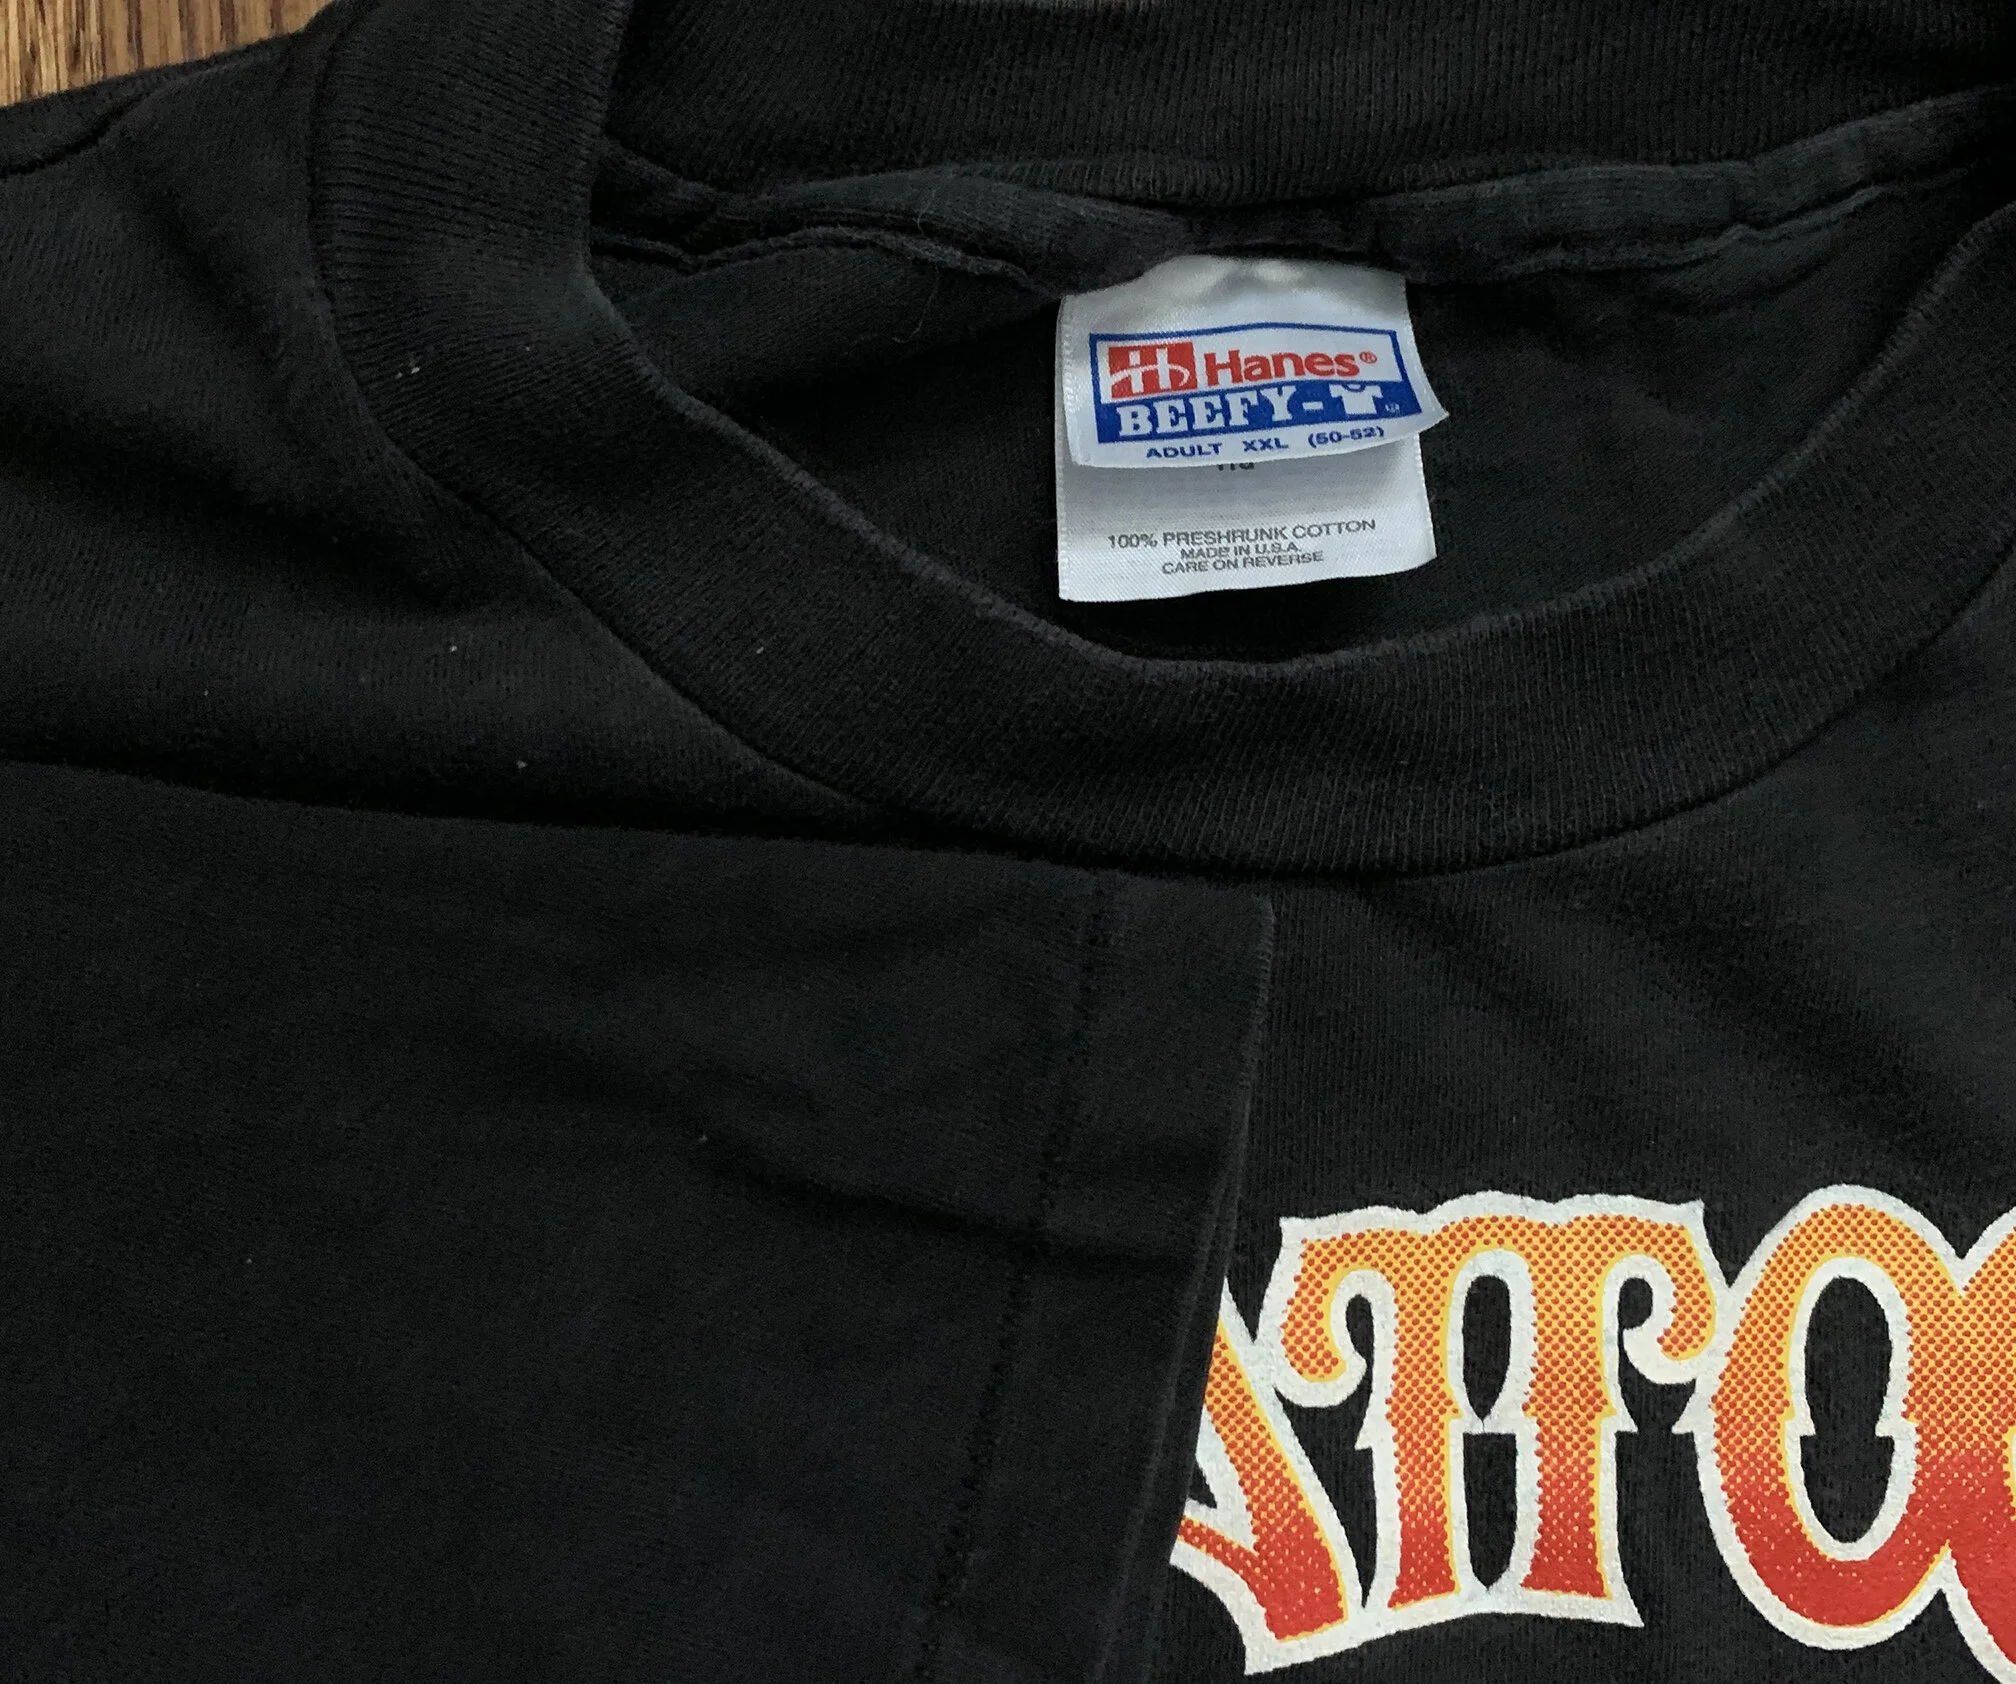 Hanes®
BEEFY-T®
ADULT XXL (50-52)
100% PRESHRUNK COTTON
MADE IN U.S.A.
CARE ON REVERSE